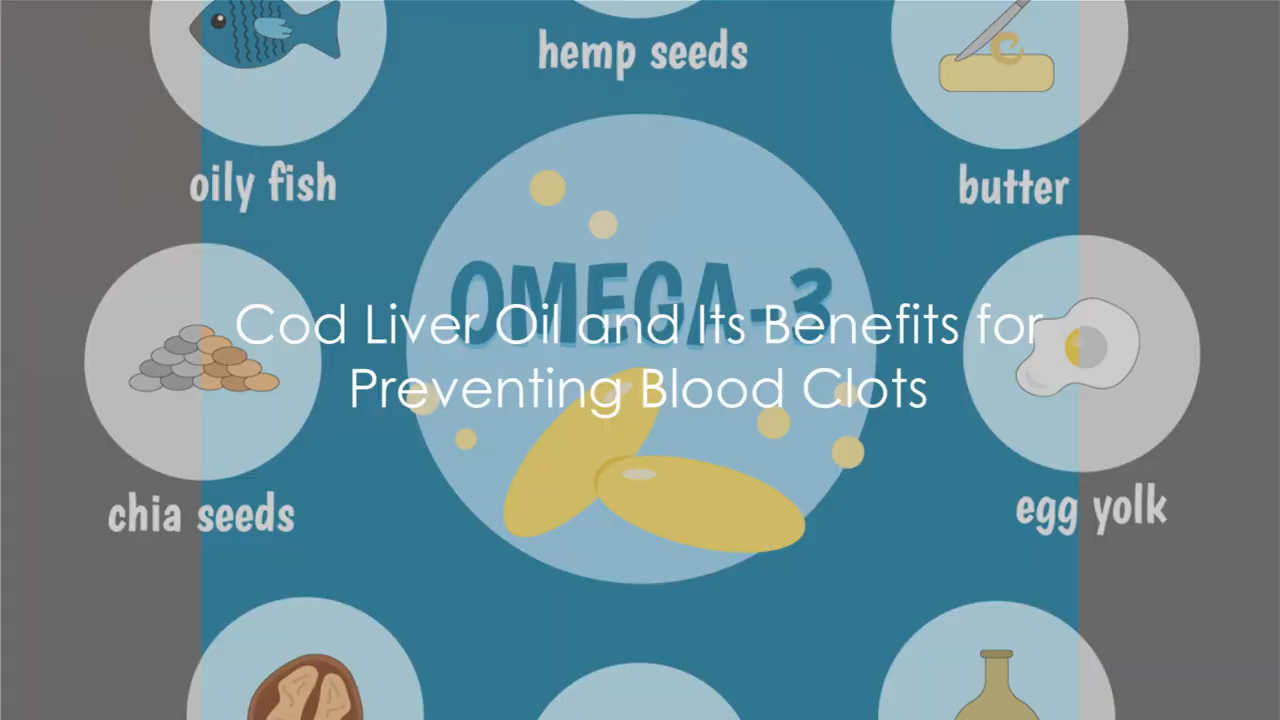 hemp seeds
oily fish
butter
OMEGA-3
Cod Liver Oil and Its Benefits for
Preventing Blood Clots
chia seeds
egg yolk